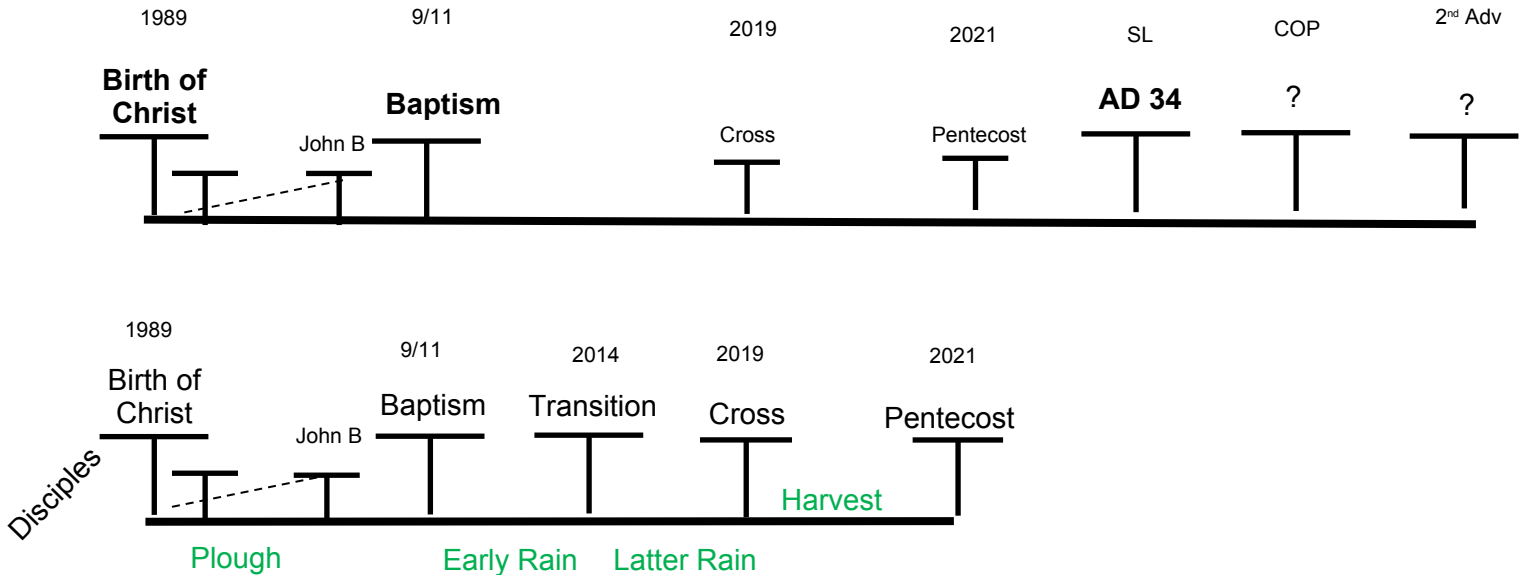 1989 9/11 2019 2021 SL COP 2nd Adv
Birth of
Christ
John B
Baptism
Cross
Pentecost
AD 34
?
?
1989 9/11 2014 2019 2021
Birth of
Christ
John B
Baptism
Transition
Cross
Pentecost
Disciples
Harvest
Plough Early Rain Latter Rain